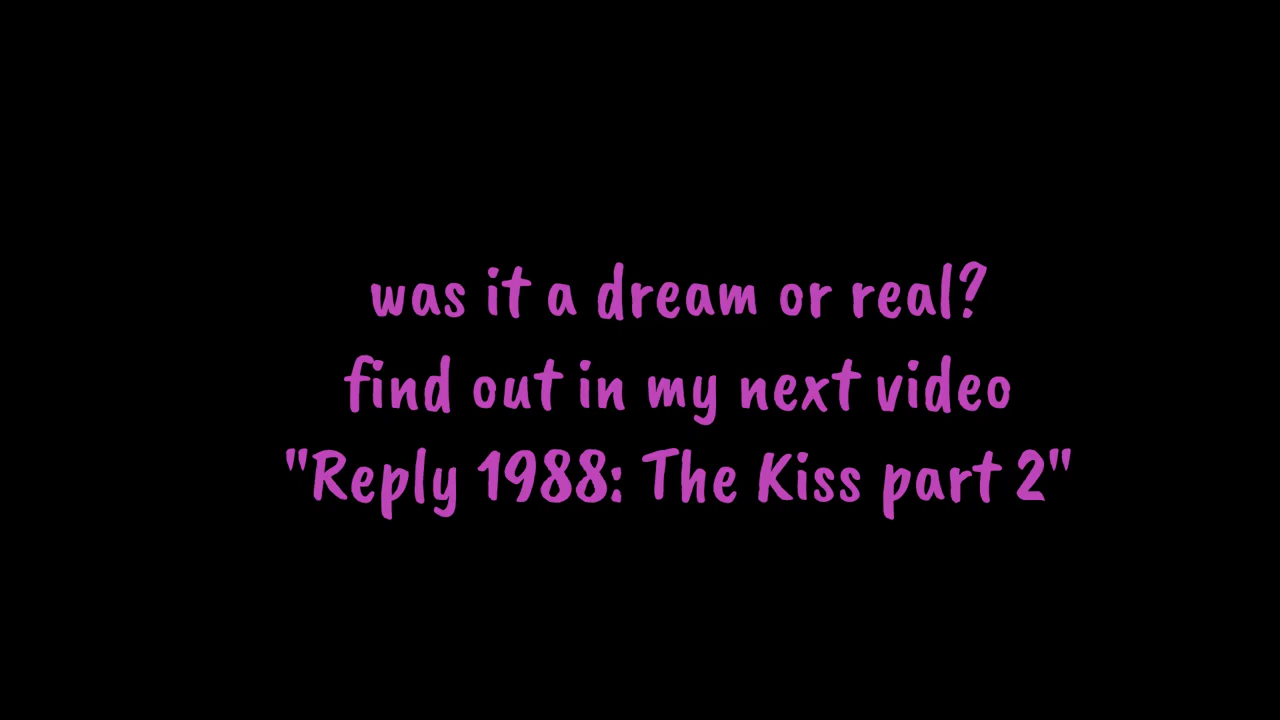 was it a dream or real?
find out in my next video
"Reply 1988: The Kiss part 2"